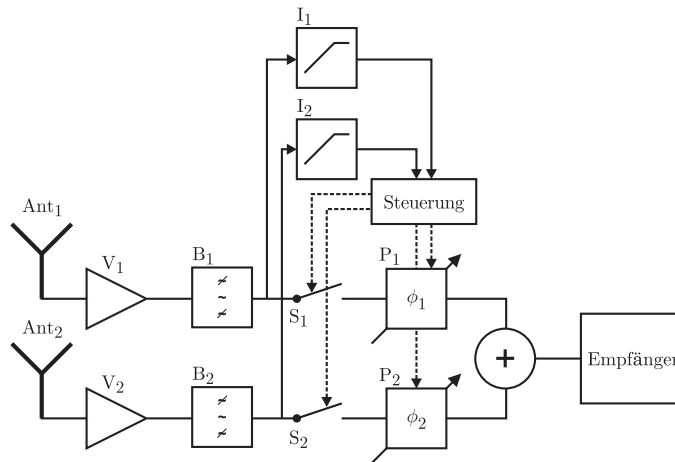 I1
I2
Steuerung
Ant1
V1
B1
S1
P1
ϕ1
Ant2
V2
B2
S2
P2
ϕ2
+
Empfänger